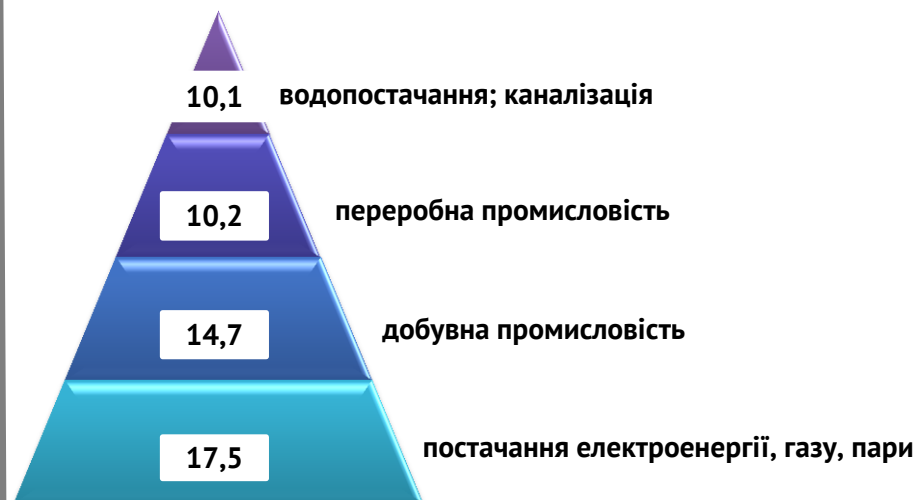 10,1 водопостачання; каналізація
10,2 переробна промисловість
14,7 добувна промисловість
17,5 постачання електроенергії, газу, пари